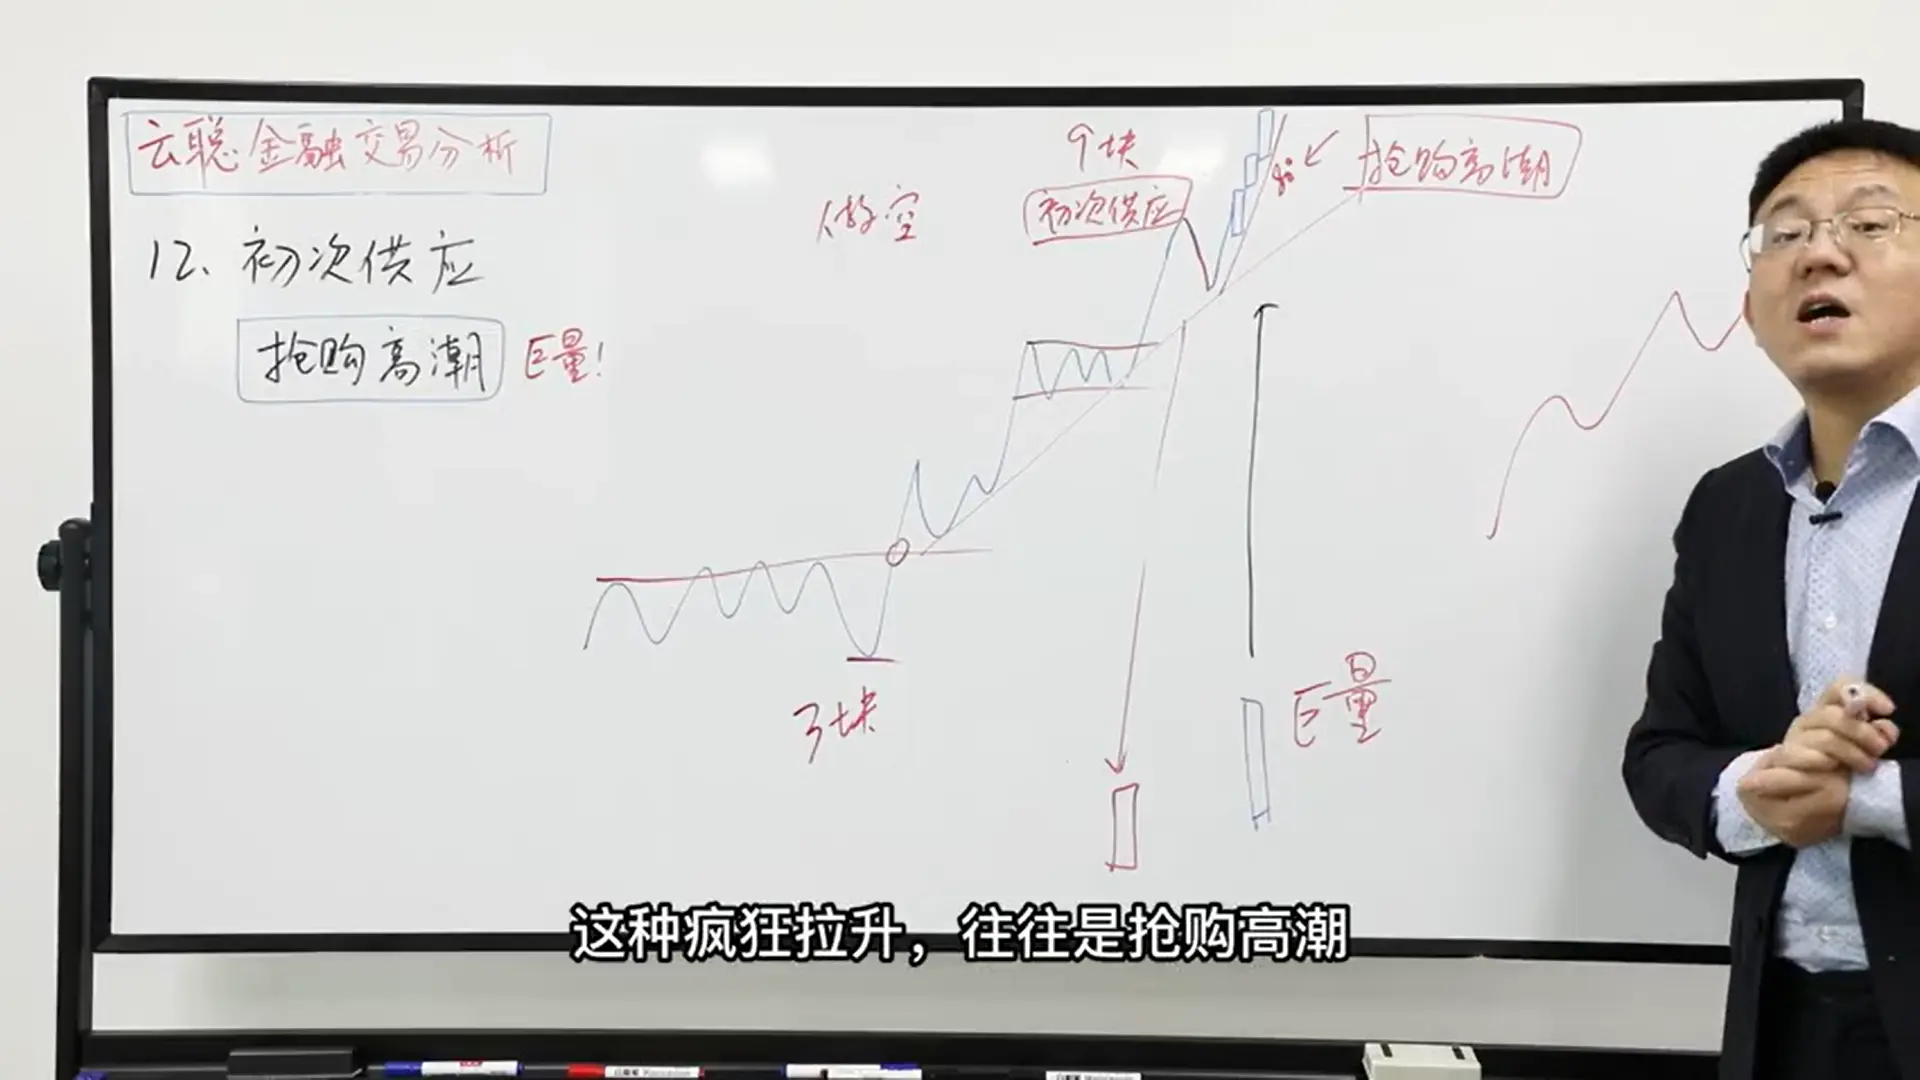 云聪金融交易分析
12、初次供应
抢购高潮
巨量!
做空
9块
初次供应
抢购高潮
3块
巨量
这种疯狂拉升，往往是抢购高潮